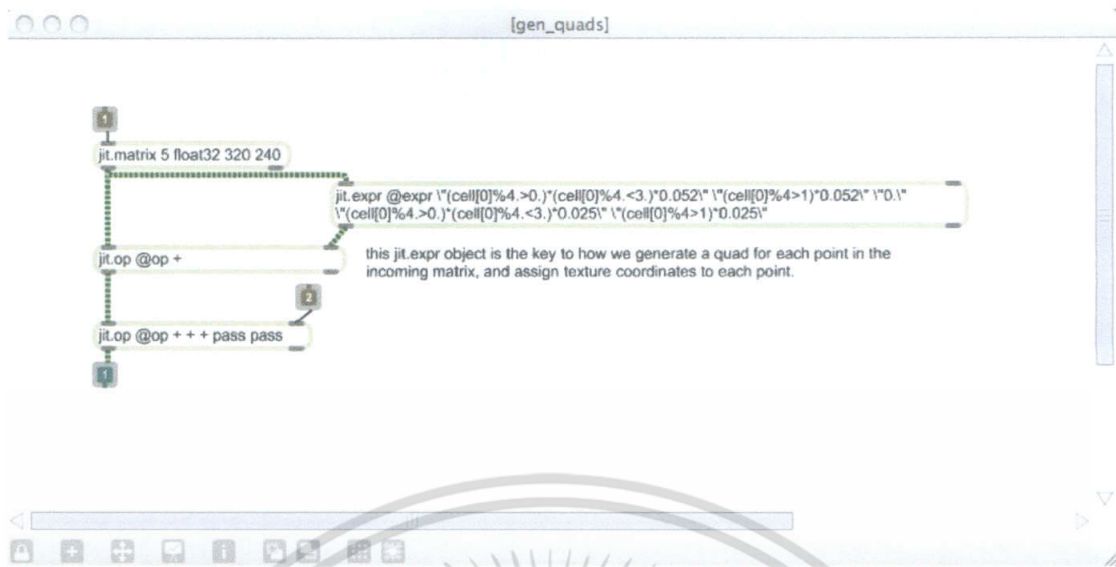 [gen_quads]
1
jit.matrix 5 float32 320 240
jit.expr @expr \"(cell[0]%4.>0.)*(cell[0]%4.<3.)*0.052\" \"(cell[0]%4>1)*0.052\" \"0.\"
\"(cell[0]%4.>0.)*(cell[0]%4.<3.)*0.025\" \"(cell[0]%4>1)*0.025\"
jit.op @op +
this jit.expr object is the key to how we generate a quad for each point in the
incoming matrix, and assign texture coordinates to each point.
2
jit.op @op + + + pass pass
1